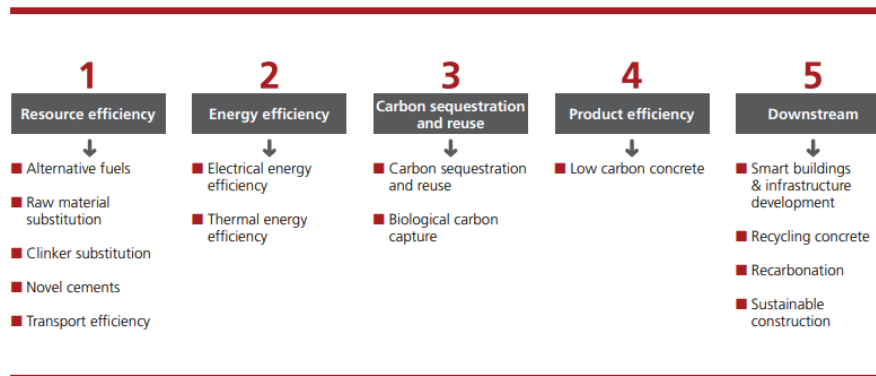 1
Resource efficiency
Alternative fuels
Raw material
substitution
Clinker substitution
Novel cements
Transport efficiency
2
Energy efficiency
Electrical energy
efficiency
Thermal energy
efficiency
3
Carbon sequestration
and reuse
Carbon sequestration
and reuse
Biological carbon
capture
4
Product efficiency
Low carbon concrete
5
Downstream
Smart buildings
& infrastructure
development
Recycling concrete
Recarbonation
Sustainable
construction